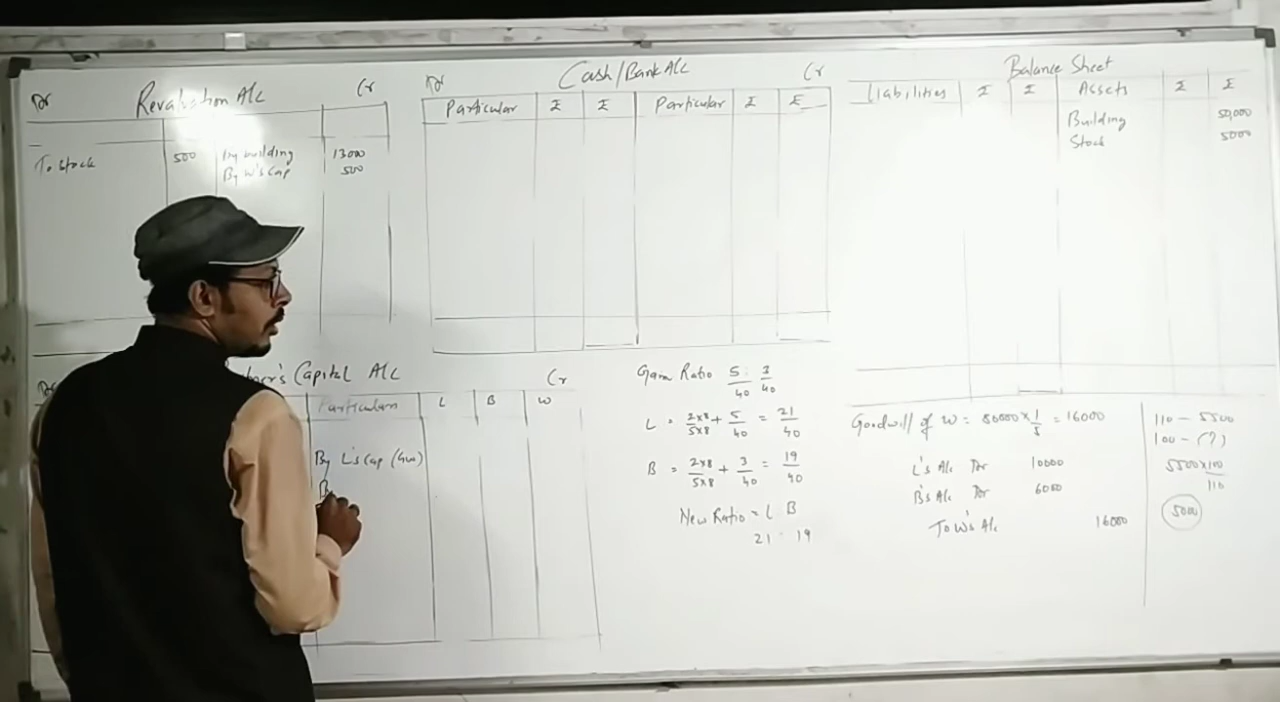 Dr Revaluation A/c Cr
To Stock 500 By building 13000
By W's Cap 500
Dr Cash/Bank A/c Cr
Particular ₹ ₹ Particular ₹ ₹
Balance Sheet
Liabilities ₹ ₹ Assets ₹ ₹
Building 50,000
Stock 5000
Capital A/c Cr
Particulars L B W
By L's Cap (Gw)
B
Gain Ratio 5/40 : 3/40
L = 2×8/5×8 + 5/40 = 21/40
B = 2×8/5×8 + 3/40 = 19/40
New Ratio = L B
21 : 19
Goodwill of W = 80000 × 1/5 = 16000
L's A/c Dr 10000
B's A/c Dr 6000
To W's A/c 16000
110 - 5500
100 - (?)
5500×100/110
5000